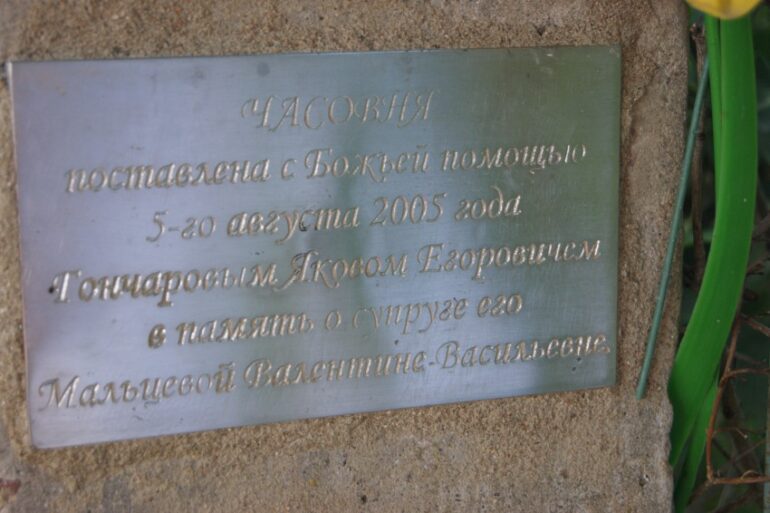 ЧАСОВНЯ
поставлена с Божьей помощью
5-го августа 2005 года
Гончаровым Яковом Егоровичем
в память о супруге его
Мальцевой Валентине-Васильевне.